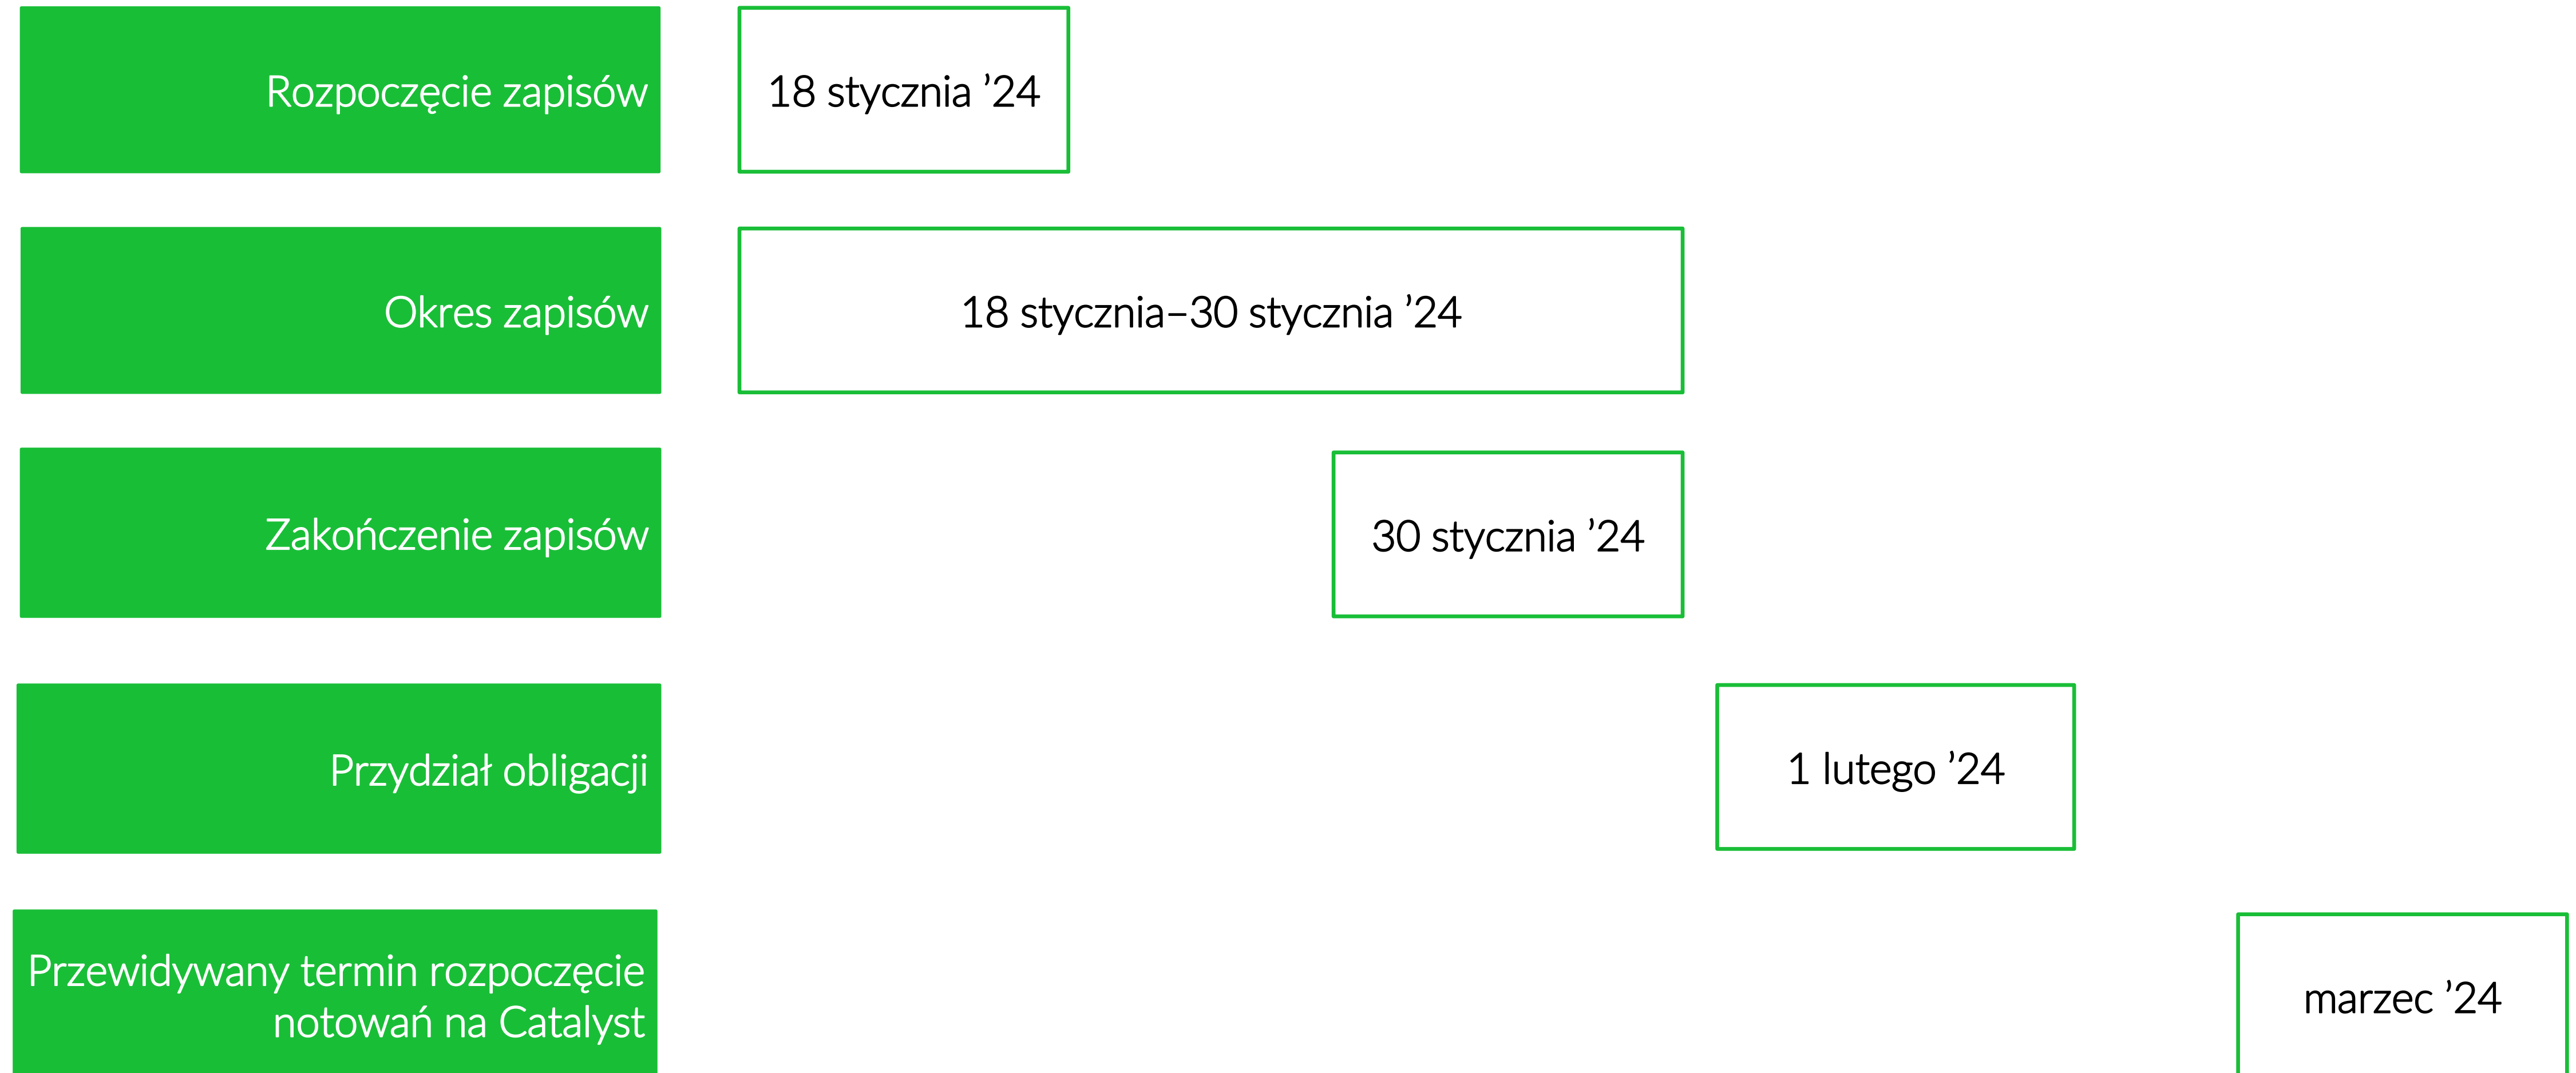 Rozpoczęcie zapisów
18 stycznia ’24
Okres zapisów
18 stycznia–30 stycznia ’24
Zakończenie zapisów
30 stycznia ’24
Przydział obligacji
1 lutego ’24
Przewidywany termin rozpoczęcie
notowań na Catalyst
marzec ’24